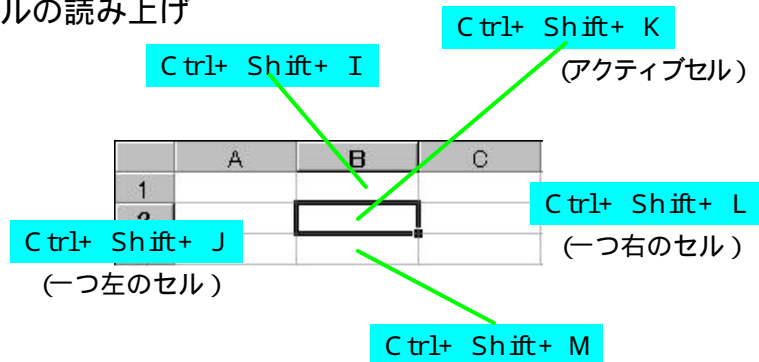 ルの読み上げ
Ctrl+ Shift+ K
(アクティブセル)
Ctrl+ Shift+ I
A B C
1
Ctrl+ Shift+ L
(一つ右のセル)
Ctrl+ Shift+ J
(一つ左のセル)
Ctrl+ Shift+ M